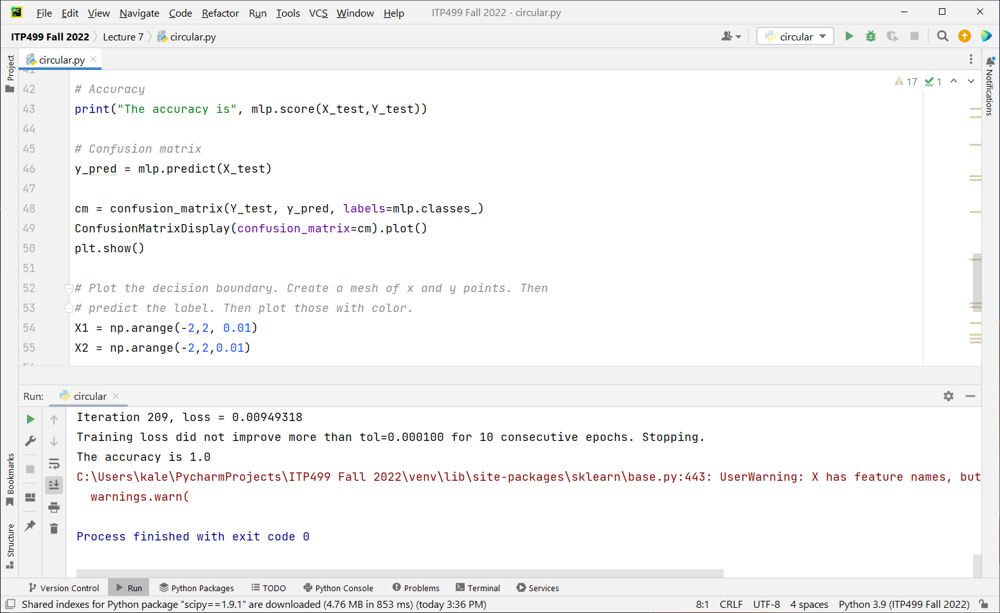 PC File Edit View Navigate Code Refactor Run Tools VCS Window Help ITP499 Fall 2022 - circular.py
ITP499 Fall 2022 Lecture 7 circular.py circular
Project
circular.py
Notifications
41
17 1
42 # Accuracy
43 print("The accuracy is", mlp.score(X_test,Y_test))
44
45 # Confusion matrix
46 y_pred = mlp.predict(X_test)
47
48 cm = confusion_matrix(Y_test, y_pred, labels=mlp.classes_)
49 ConfusionMatrixDisplay(confusion_matrix=cm).plot()
50 plt.show()
51
52 # Plot the decision boundary. Create a mesh of x and y points. Then
53 # predict the label. Then plot those with color.
54 X1 = np.arange(-2,2, 0.01)
55 X2 = np.arange(-2,2,0.01)
Run: circular
Iteration 209, loss = 0.00949318
Training loss did not improve more than tol=0.000100 for 10 consecutive epochs. Stopping.
The accuracy is 1.0
C:\Users\kale\PycharmProjects\ITP499 Fall 2022\venv\lib\site-packages\sklearn\base.py:443: UserWarning: X has feature names, but
warnings.warn(
Process finished with exit code 0
Bookmarks
Structure
Version Control Run Python Packages TODO Python Console Problems Terminal Services
Shared indexes for Python package "scipy==1.9.1" are downloaded (4.76 MB in 853 ms) (today 3:36 PM) 8:1 CRLF UTF-8 4 spaces Python 3.9 (ITP499 Fall 2022)